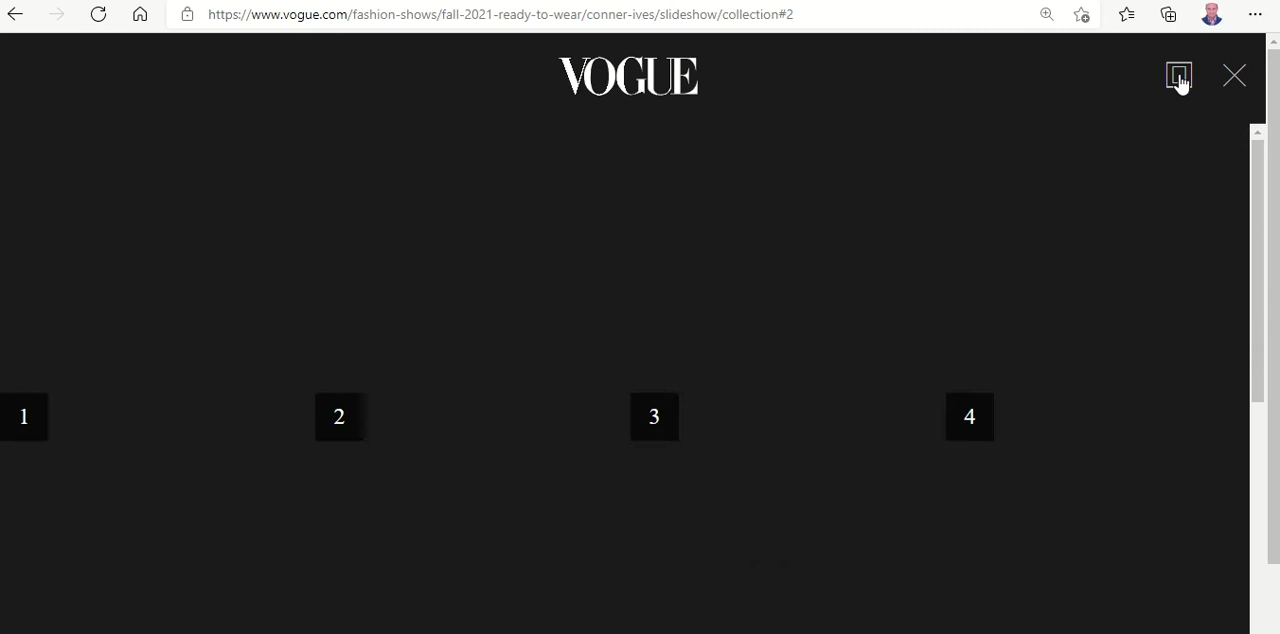 https://www.vogue.com/fashion-shows/fall-2021-ready-to-wear/conner-ives/slideshow/collection#2
VOGUE
1 2 3 4